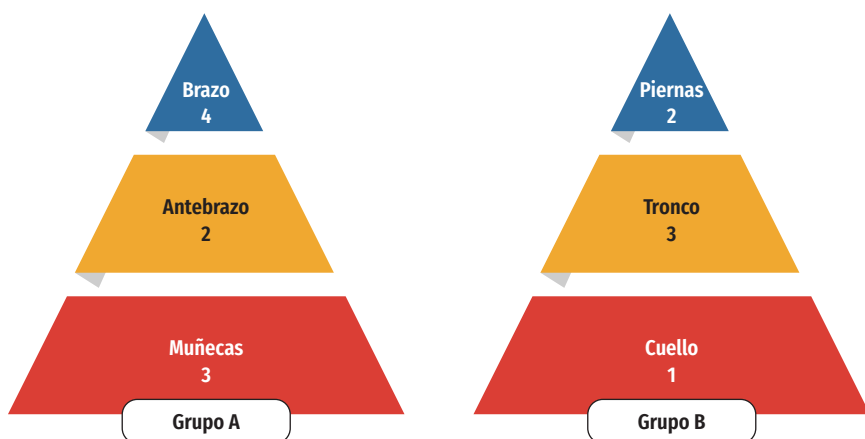 Brazo
4
Antebrazo
2
Muñecas
3
Grupo A
Piernas
2
Tronco
3
Cuello
1
Grupo B